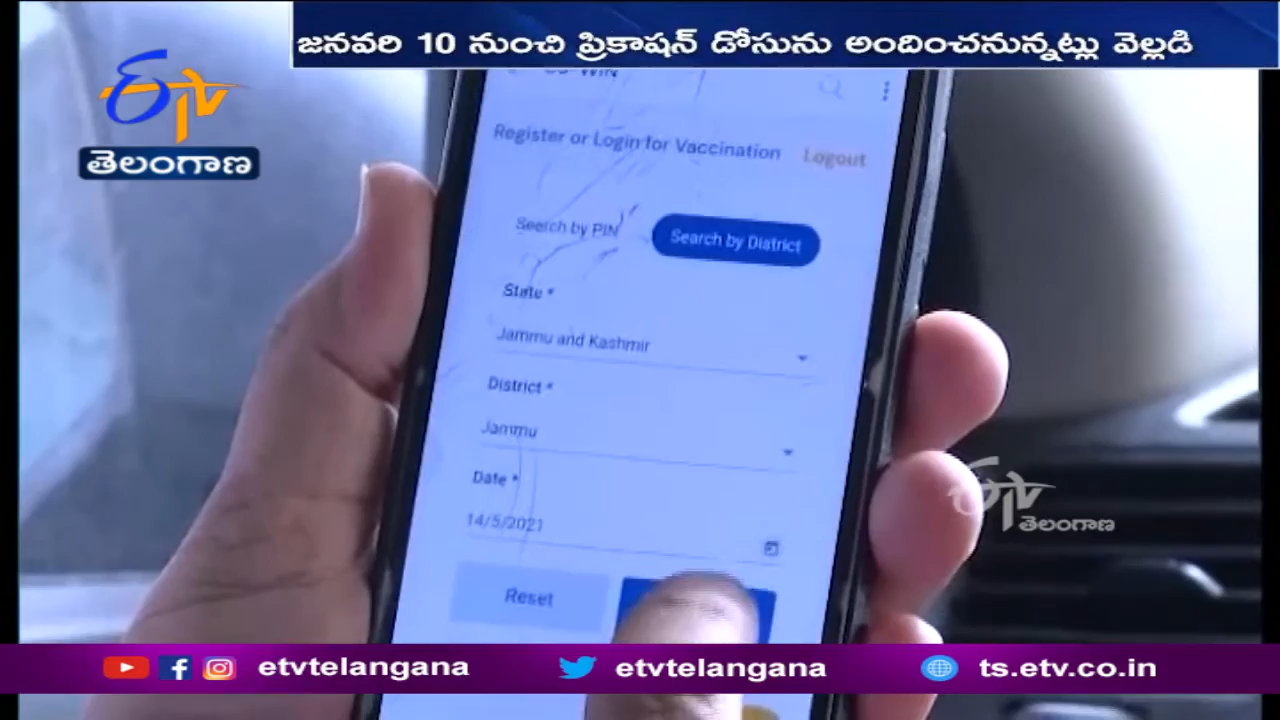 జనవరి 10 నుంచి ప్రికాషన్ డోసును అందించనున్నట్లు వెల్లడి
ETV
తెలంగాణ
Register or Login for Vaccination Logout
Search by PIN Search by District
State *
Jammu and Kashmir
District *
Jammu
Date *
14/5/2021
Reset
తెలంగాణ
etvtelangana etvtelangana ts.etv.co.in